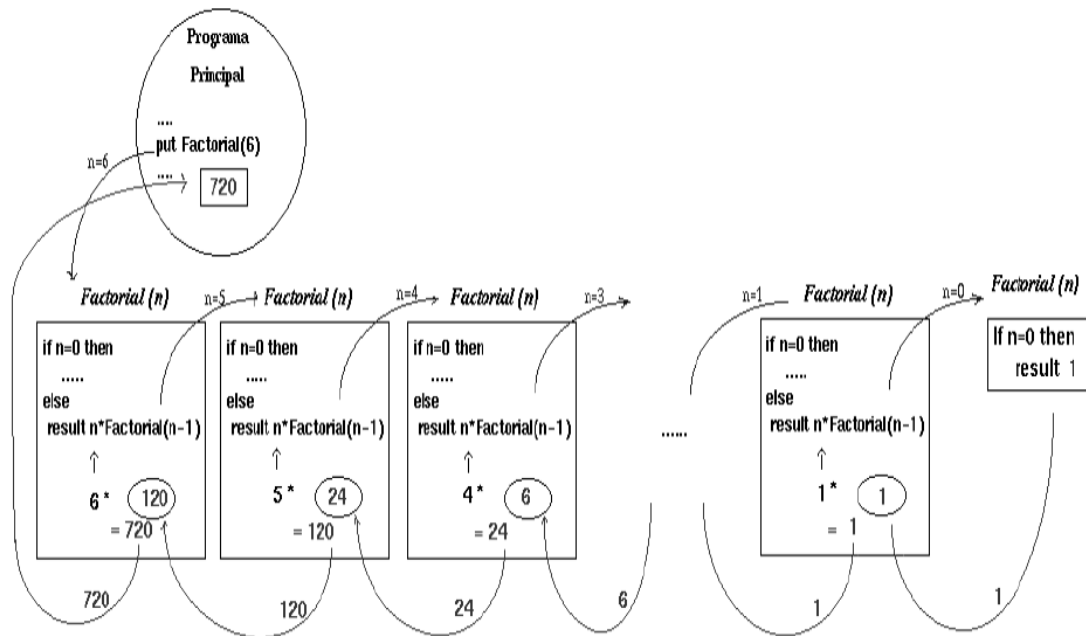 Programa
Principal
....
put Factorial(6)
....
720
n=6
Factorial (n)
n=5
Factorial (n)
n=4
Factorial (n)
n=3
n=1
Factorial (n)
n=0
Factorial (n)
if n=0 then
.....
else
result n*Factorial(n-1)
6 * 120
= 720
if n=0 then
.....
else
result n*Factorial(n-1)
5 * 24
= 120
if n=0 then
.....
else
result n*Factorial(n-1)
4 * 6
= 24
......
if n=0 then
.....
else
result n*Factorial(n-1)
1 * 1
= 1
If n=0 then
result 1
720
120
24
6
1
1